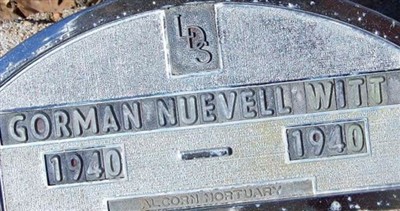 LDS
GORMAN NUEVELL WITT
1940 — 1940
ALCORN MORTUARY